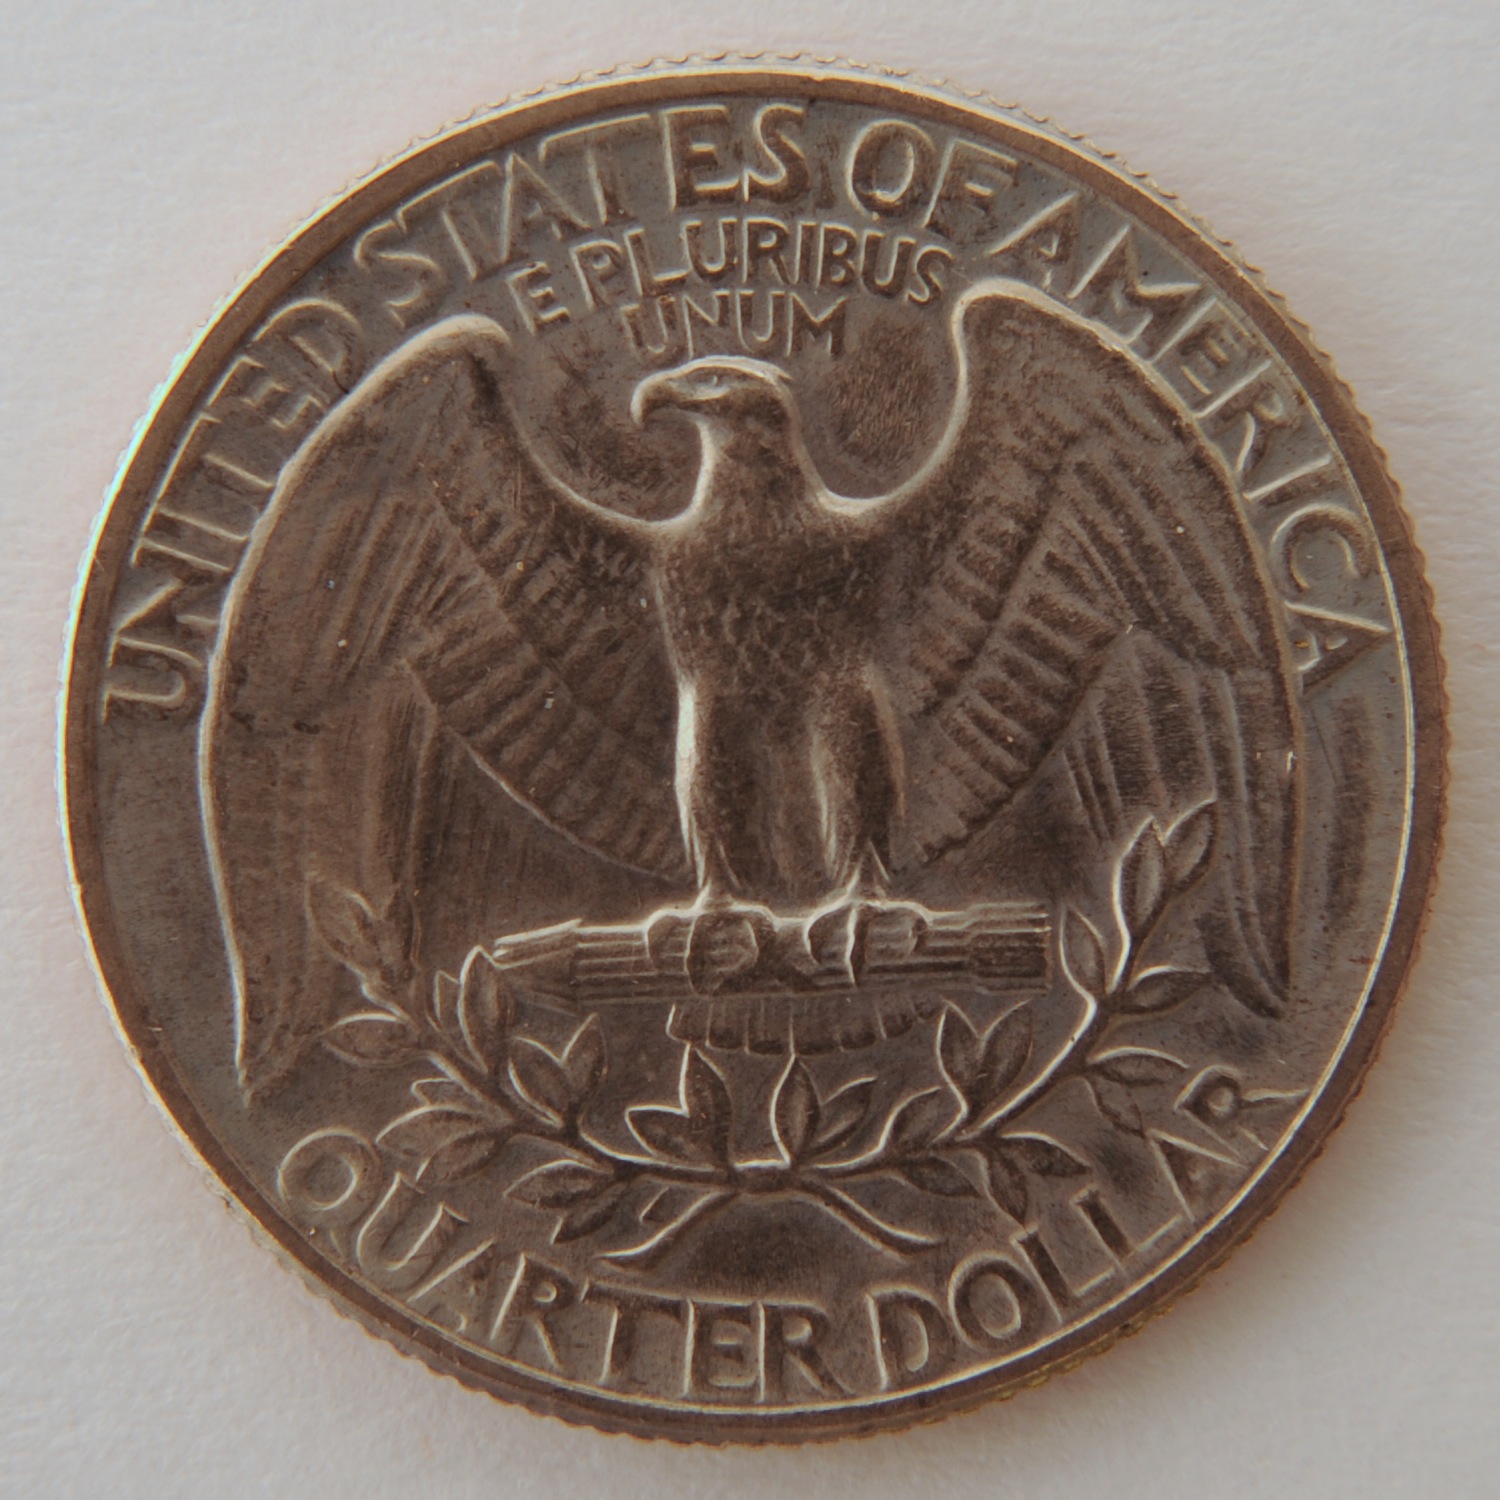 UNITED STATES OF AMERICA
E PLURIBUS
UNUM
QUARTER DOLLAR